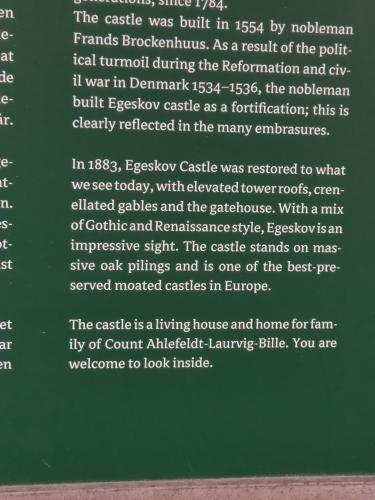 en
generations, since 1784.
The castle was built in 1554 by nobleman
Frands Brockenhuus. As a result of the polit-
ical turmoil during the Reformation and civ-
il war in Denmark 1534–1536, the nobleman
built Egeskov castle as a fortification; this is
clearly reflected in the many embrasures.
In 1883, Egeskov Castle was restored to what
we see today, with elevated tower roofs, cren-
ellated gables and the gatehouse. With a mix
of Gothic and Renaissance style, Egeskov is an
impressive sight. The castle stands on mas-
sive oak pilings and is one of the best-pre-
served moated castles in Europe.
The castle is a living house and home for fam-
ily of Count Ahlefeldt-Laurvig-Bille. You are
welcome to look inside.